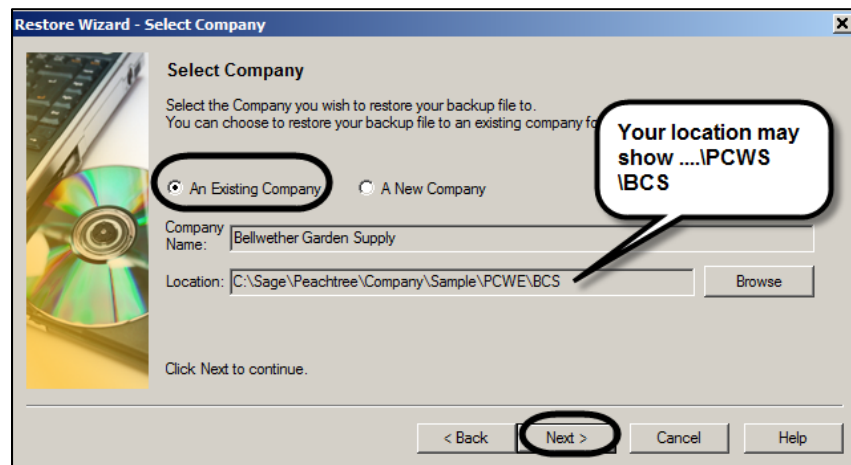 Restore Wizard - Select Company
Select Company
Select the Company you wish to restore your backup file to.
You can choose to restore your backup file to an existing company
Your location may
show ....\PCWS
\BCS
An Existing Company
A New Company
Company
Name:
Bellwether Garden Supply
Location:
C:\Sage\Peachtree\Company\Sample\PCWE\BCS
Browse
Click Next to continue.
< Back
Next >
Cancel
Help